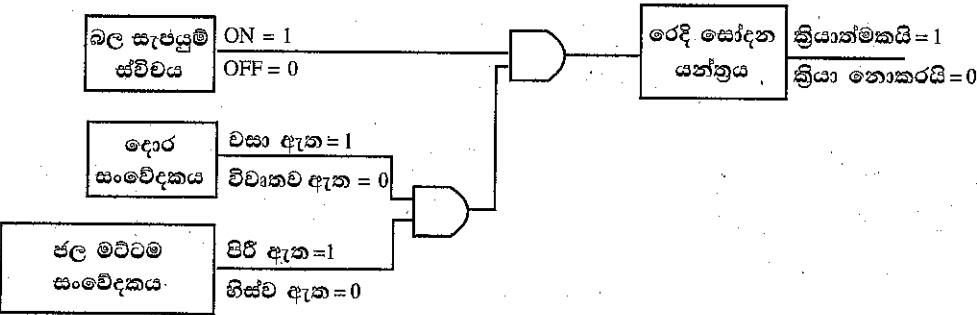 බල සැපයුම්
ස්විචය
ON = 1
OFF = 0
රෙදි සෝදන
යන්ත්‍රය
ක්‍රියාත්මකයි = 1
ක්‍රියා නොකරයි = 0
දොර
සංවේදකය
වසා ඇත = 1
විවෘතව ඇත = 0
ජල මට්ටම
සංවේදකය
පිරී ඇත =1
හිස්ව ඇත = 0